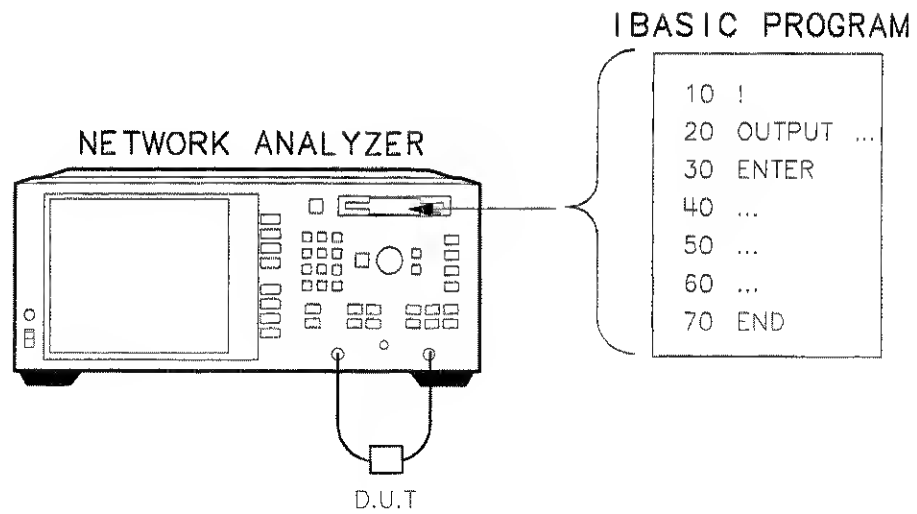 IBASIC PROGRAM
10 !
20 OUTPUT ...
30 ENTER
40 ...
50 ...
60 ...
70 END
NETWORK ANALYZER
D.U.T